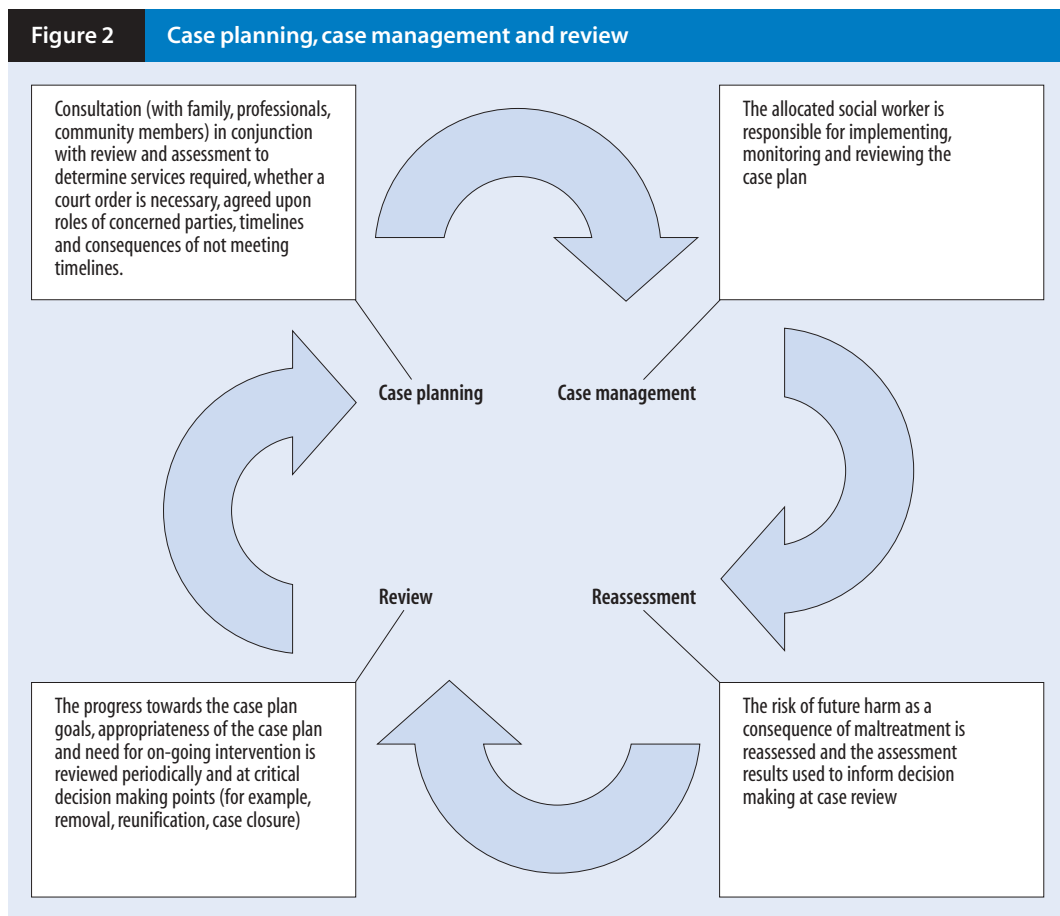 Figure 2
Case planning, case management and review
Consultation (with family, professionals,
community members) in conjunction
with review and assessment to
determine services required, whether a
court order is necessary, agreed upon
roles of concerned parties, timelines
and consequences of not meeting
timelines.
The allocated social worker is
responsible for implementing,
monitoring and reviewing the
case plan
Case planning
Case management
Review
Reassessment
The progress towards the case plan
goals, appropriateness of the case plan
and need for on-going intervention is
reviewed periodically and at critical
decision making points (for example,
removal, reunification, case closure)
The risk of future harm as a
consequence of maltreatment is
reassessed and the assessment
results used to inform decision
making at case review